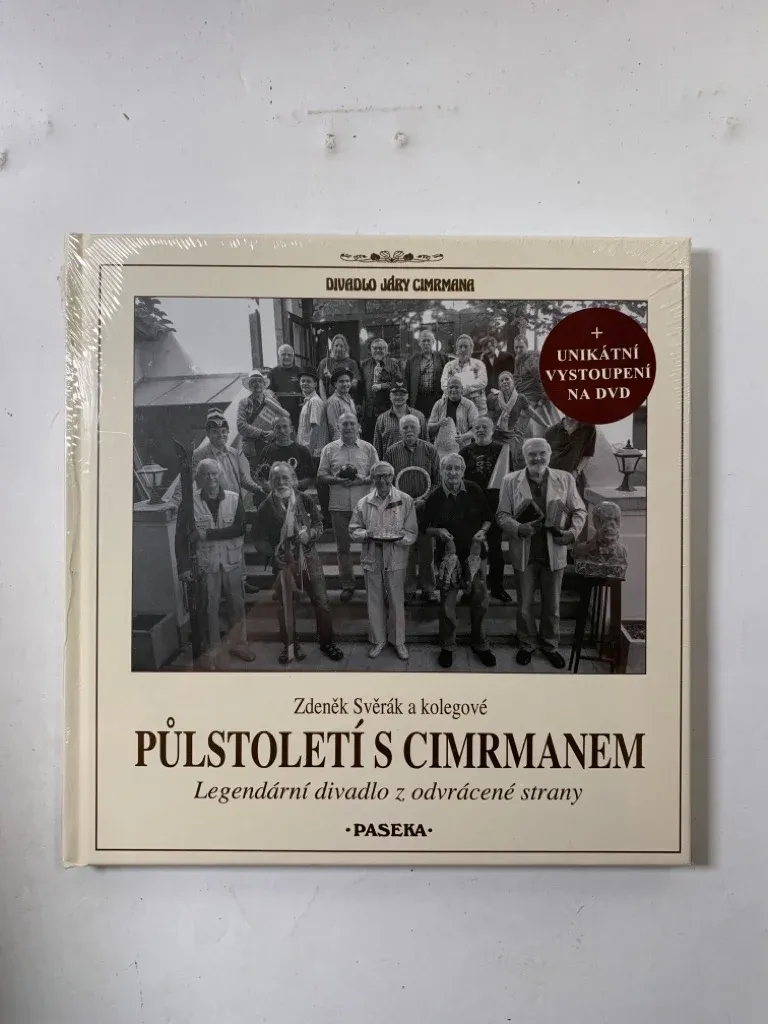 DIVADLO JÁRY CIMRMANA
+
UNIKÁTNÍ
VYSTOUPENÍ
NA DVD
Zdeněk Svěrák a kolegové
PŮLSTOLETÍ S CIMRMANEM
Legendární divadlo z odvrácené strany
·PASEKA·